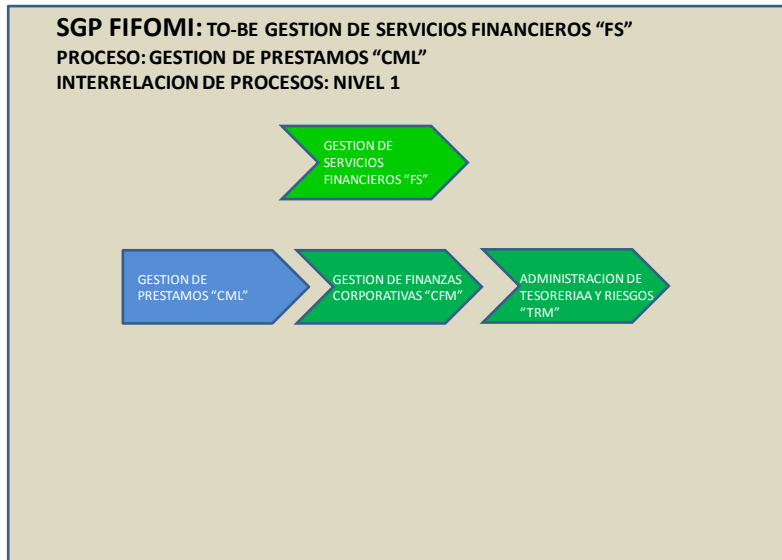 SGP FIFOMI: TO-BE GESTION DE SERVICIOS FINANCIEROS “FS”
PROCESO: GESTION DE PRESTAMOS “CML”
INTERRELACION DE PROCESOS: NIVEL 1
GESTION DE
SERVICIOS
FINANCIEROS “FS”
GESTION DE
PRESTAMOS “CML”
GESTION DE FINANZAS
CORPORATIVAS “CFM”
ADMINISTRACION DE
TESORERIAA Y RIESGOS
“TRM”